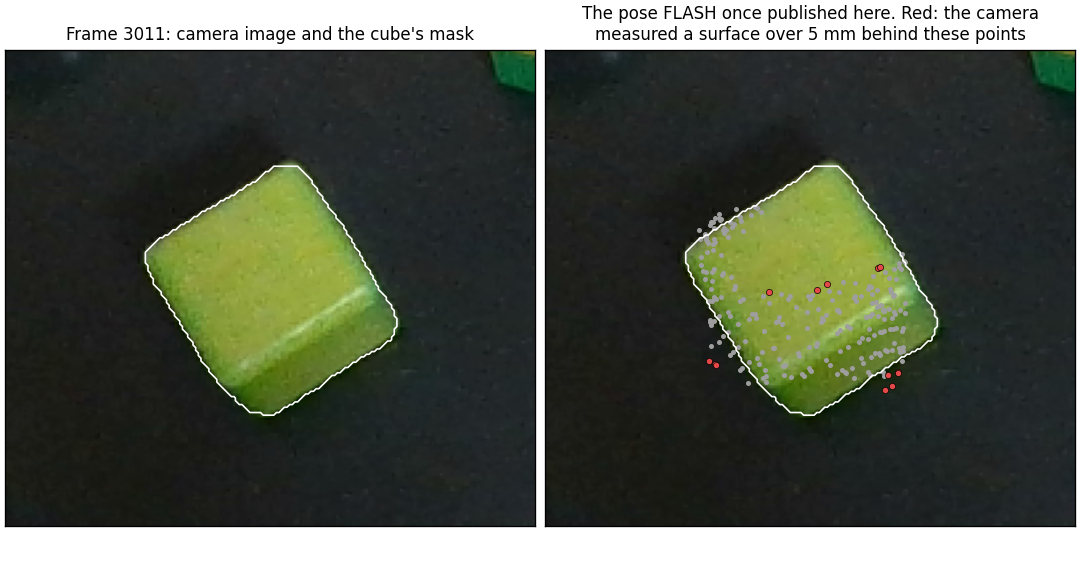 Frame 3011: camera image and the cube's mask
The pose FLASH once published here. Red: the camera
measured a surface over 5 mm behind these points